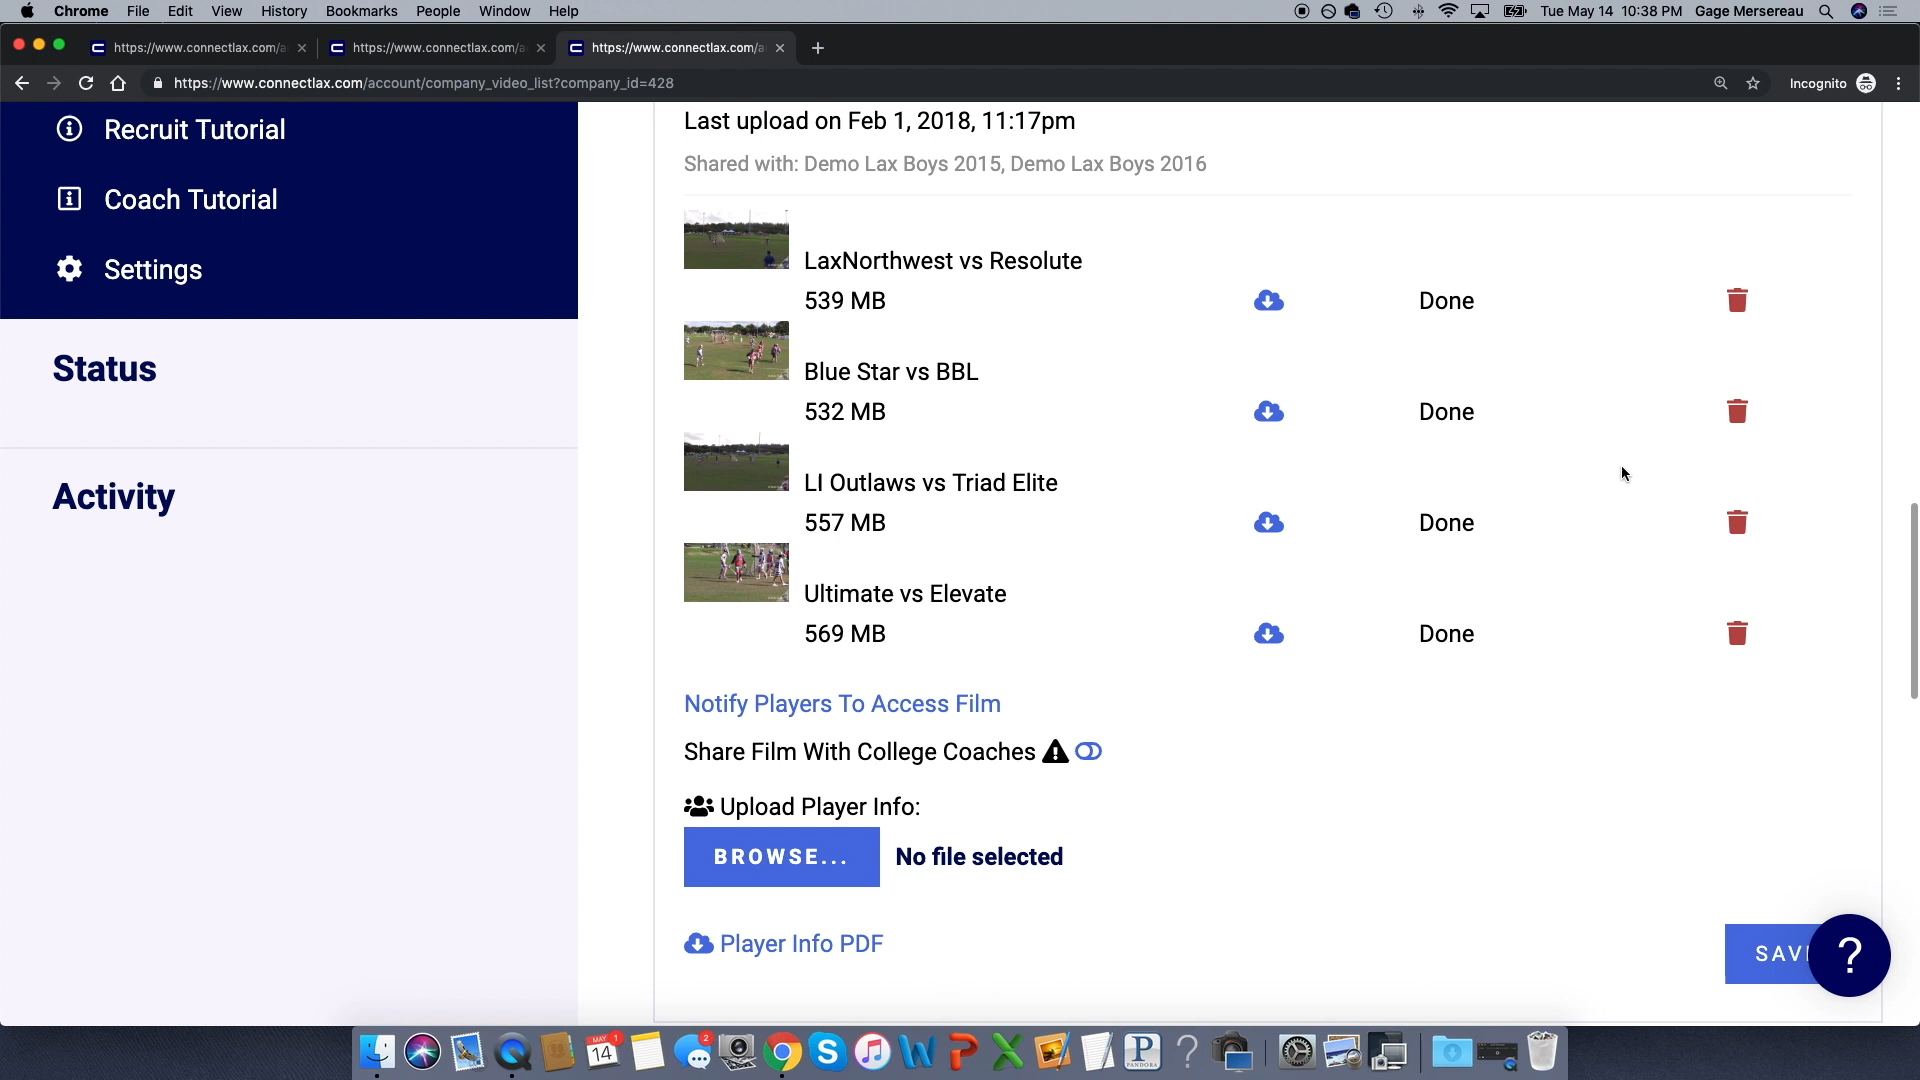 Chrome File Edit View History Bookmarks People Window Help Tue May 14 10:38 PM Gage Mersereau
https://www.connectlax.com/a https://www.connectlax.com/a https://www.connectlax.com/a
https://www.connectlax.com/account/company_video_list?company_id=428 Incognito
Recruit Tutorial
Coach Tutorial
Settings
Status
Activity
Last upload on Feb 1, 2018, 11:17pm
Shared with: Demo Lax Boys 2015, Demo Lax Boys 2016
LaxNorthwest vs Resolute
539 MB Done
Blue Star vs BBL
532 MB Done
LI Outlaws vs Triad Elite
557 MB Done
Ultimate vs Elevate
569 MB Done
Notify Players To Access Film
Share Film With College Coaches
Upload Player Info:
BROWSE... No file selected
Player Info PDF
SAV
?
MAY 14 1
2
P
PANDORA